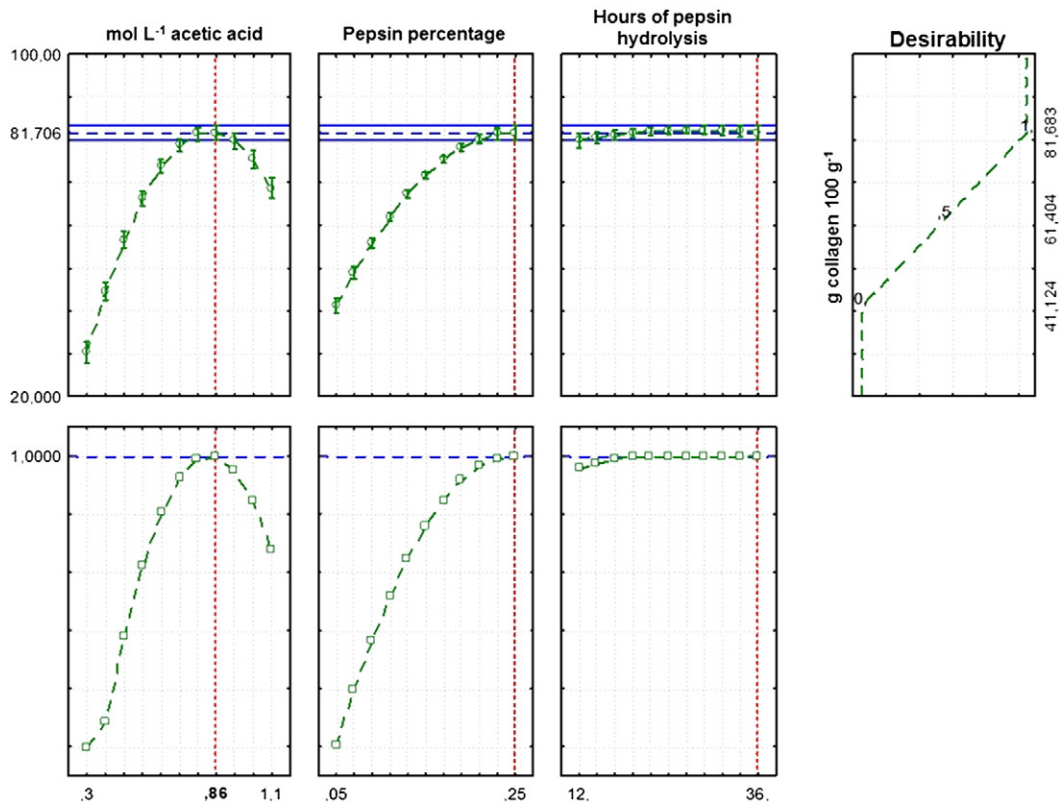 mol L⁻¹ acetic acid
Pepsin percentage
Hours of pepsin
hydrolysis
Desirability
100,00
81,706
20,000
1,
,5
0,
g collagen 100 g⁻¹
81,683
61,404
41,124
1,0000
,3
,86
1,1
,05
,25
12,
36,